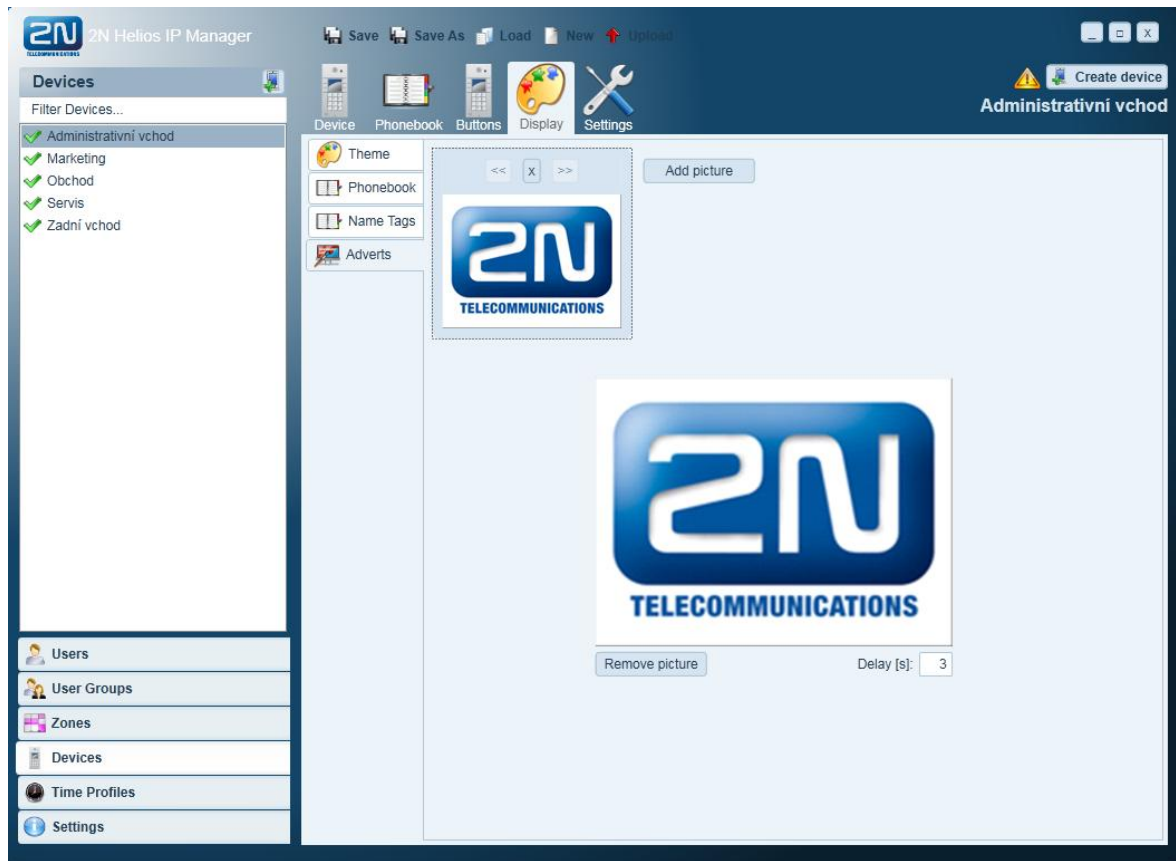 2N
TELECOMMUNICATIONS
2N Helios IP Manager
Save Save As Load New Upload
_ □ X
Devices
Filter Devices...
Administrativní vchod
Marketing
Obchod
Servis
Zadní vchod
Users
User Groups
Zones
Devices
Time Profiles
Settings
Device Phonebook Buttons Display Settings
Create device
Administrativní vchod
Theme
Phonebook
Name Tags
Adverts
<< x >>
Add picture
2N
TELECOMMUNICATIONS
2N
TELECOMMUNICATIONS
Remove picture Delay [s]: 3